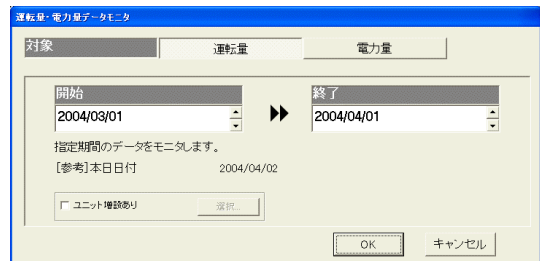 運転量・電力量データモニタ
対象 運転量 電力量
開始 終了
2004/03/01 2004/04/01
指定期間のデータをモニタします。
[参考]本日日付 2004/04/02
ユニット増設あり 選択...
OK キャンセル